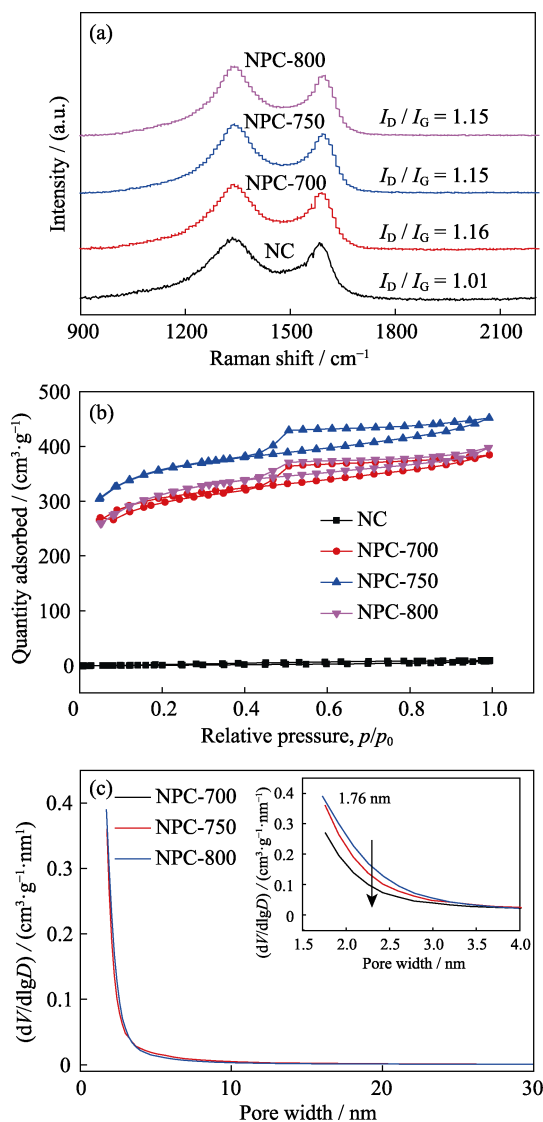 (a)
NPC-800
I_D / I_G = 1.15
NPC-750
I_D / I_G = 1.15
NPC-700
I_D / I_G = 1.16
NC
I_D / I_G = 1.01
Intensity / (a.u.)
900 1200 1500 1800 2100
Raman shift / cm⁻¹
(b)
500
400
300
200
100
0
Quantity adsorbed / (cm³·g⁻¹)
NC
NPC-700
NPC-750
NPC-800
0 0.2 0.4 0.6 0.8 1.0
Relative pressure, p/p₀
(c)
NPC-700
NPC-750
NPC-800
0.4
0.3
0.2
0.1
0
(dV/dlgD) / (cm³·g⁻¹·nm¹)
0 10 20 30
Pore width / nm
1.76 nm
0.4
0.3
0.2
0.1
0
(dV/dlgD) / (cm³·g⁻¹·nm⁻¹)
1.5 2.0 2.5 3.0 3.5 4.0
Pore width / nm